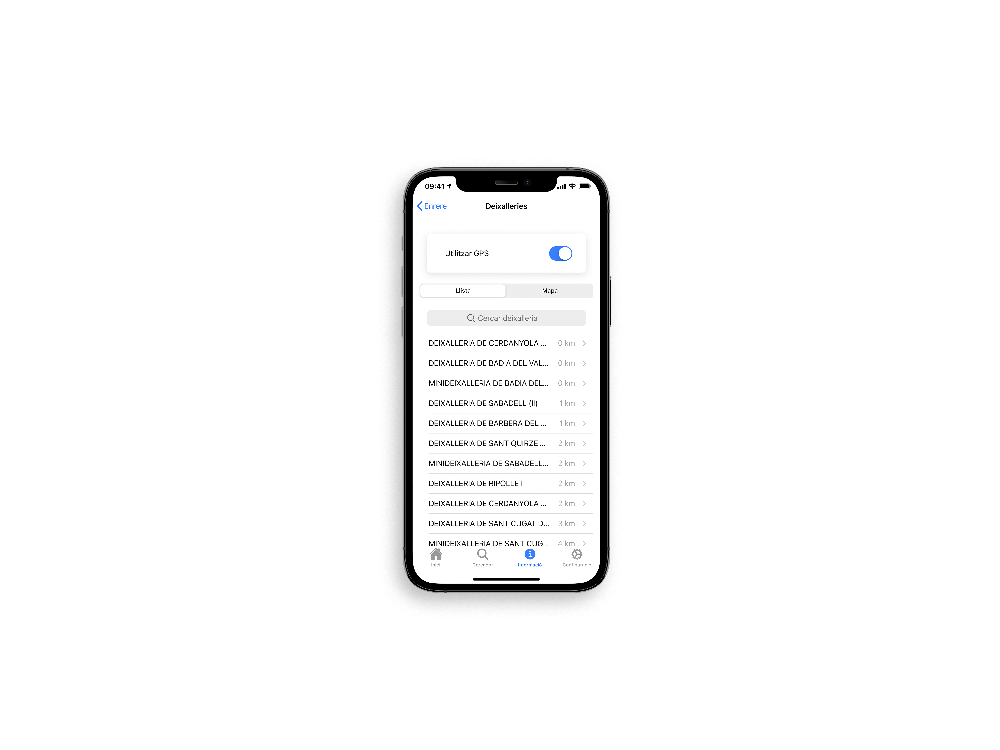 09:41
Enrere Deixalleries
Utilitzar GPS
Llista Mapa
Cercar deixalleria
DEIXALLERIA DE CERDANYOLA ... 0 km
DEIXALLERIA DE BADIA DEL VAL... 0 km
MINIDEIXALLERIA DE BADIA DEL... 0 km
DEIXALLERIA DE SABADELL (II) 1 km
DEIXALLERIA DE BARBERÀ DEL ... 1 km
DEIXALLERIA DE SANT QUIRZE ... 2 km
MINIDEIXALLERIA DE SABADELL... 2 km
DEIXALLERIA DE RIPOLLET 2 km
DEIXALLERIA DE CERDANYOLA ... 2 km
DEIXALLERIA DE SANT CUGAT D... 3 km
MINIDEIXALLERIA DE SANT CUG... 4 km
Inici Cercador Informació Configuració